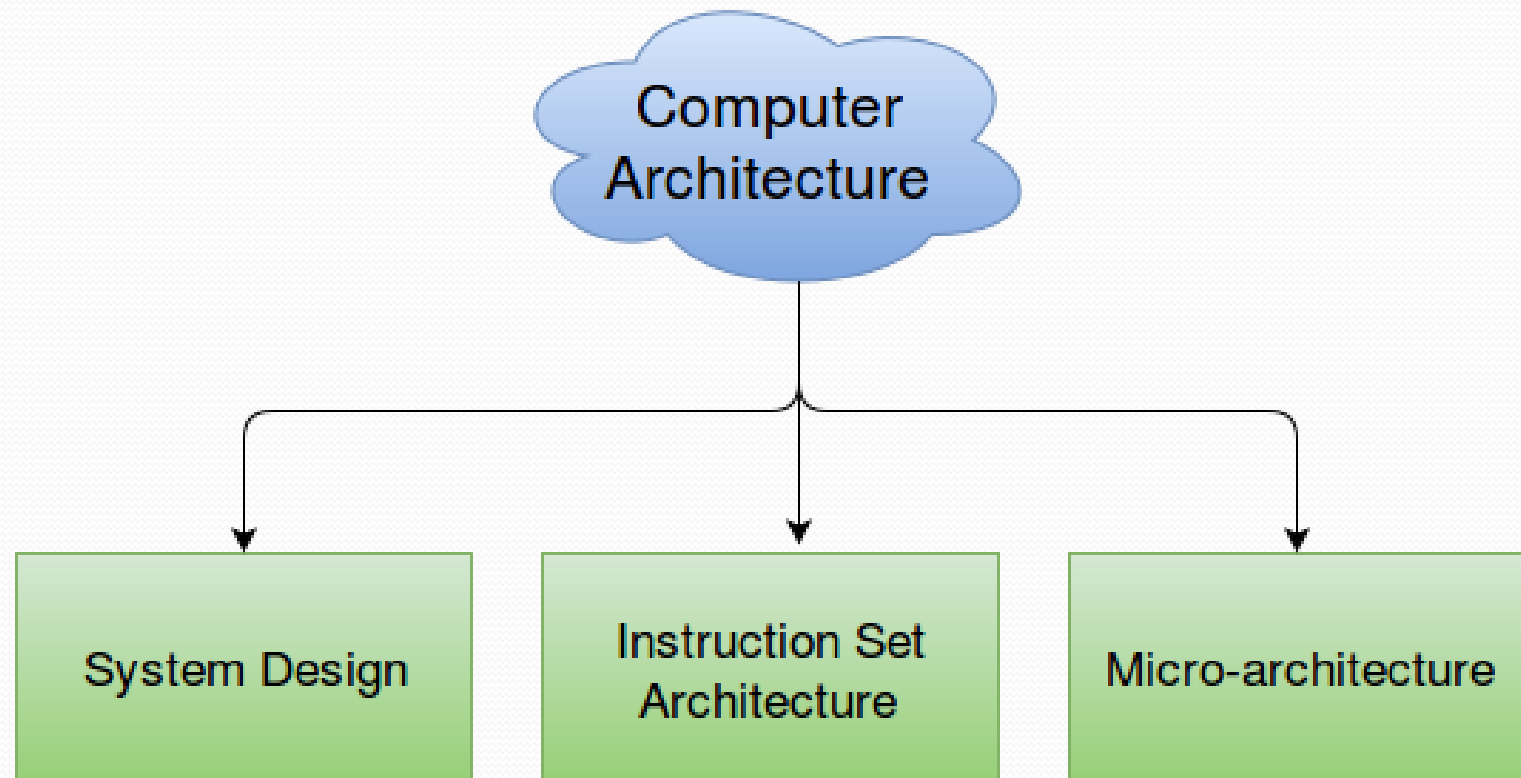 Computer
Architecture
System Design
Instruction Set
Architecture
Micro-architecture